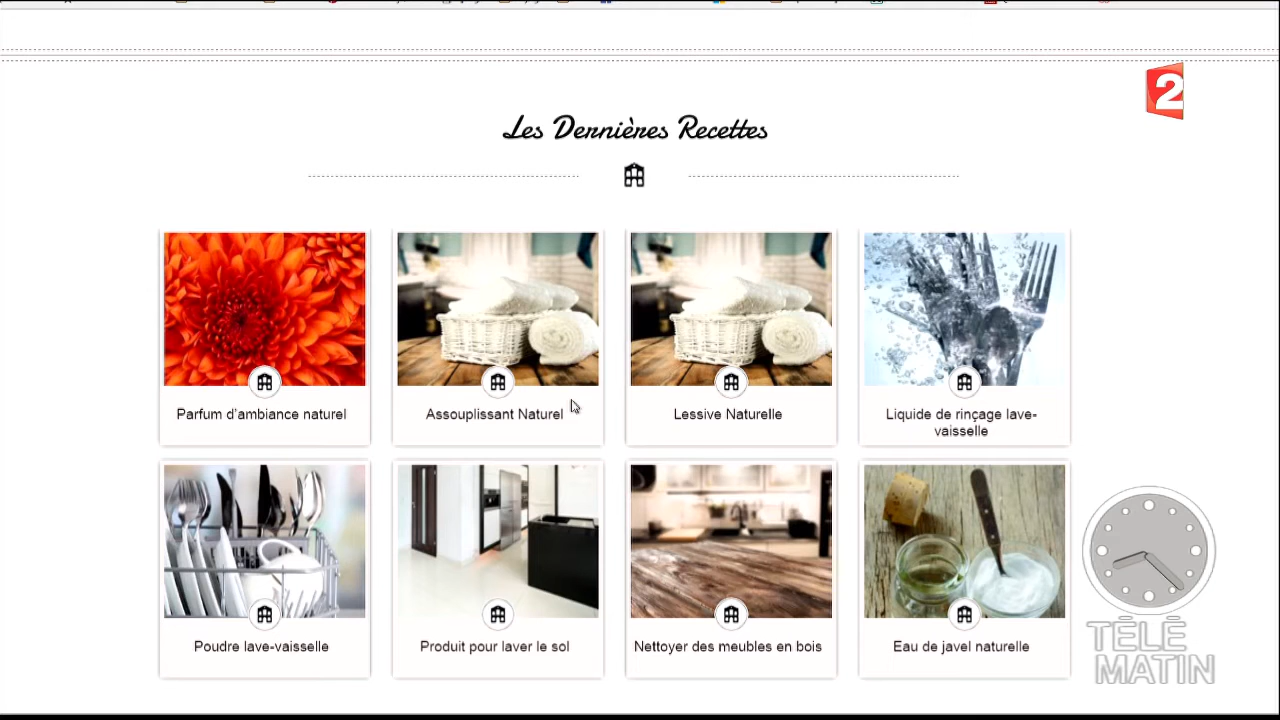 2
Les Dernières Recettes
Parfum d'ambiance naturel
Assouplissant Naturel
Lessive Naturelle
Liquide de rinçage lave-
vaisselle
Poudre lave-vaisselle
Produit pour laver le sol
Nettoyer des meubles en bois
Eau de javel naturelle
TÉLÉ
MATIN